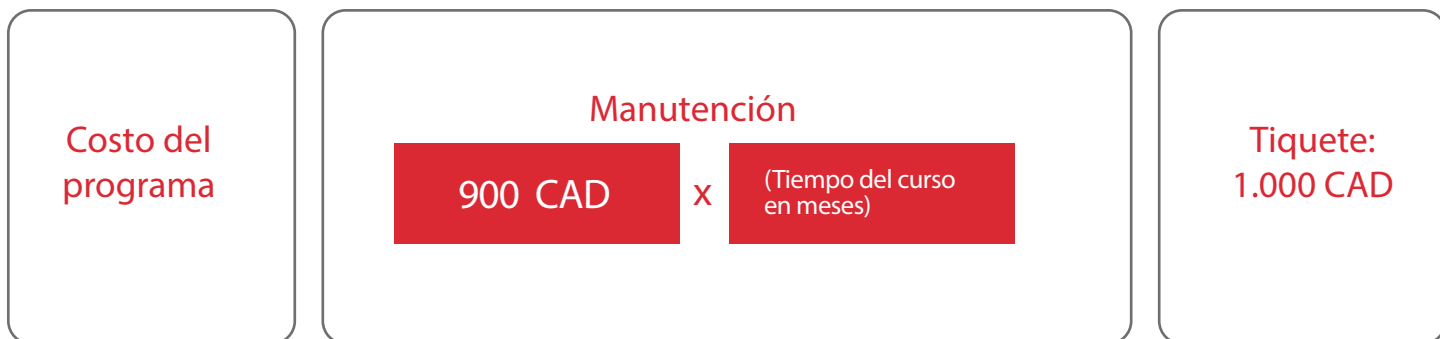 Costo del
programa
Manutención
900 CAD
x
(Tiempo del curso
en meses)
Tiquete:
1.000 CAD